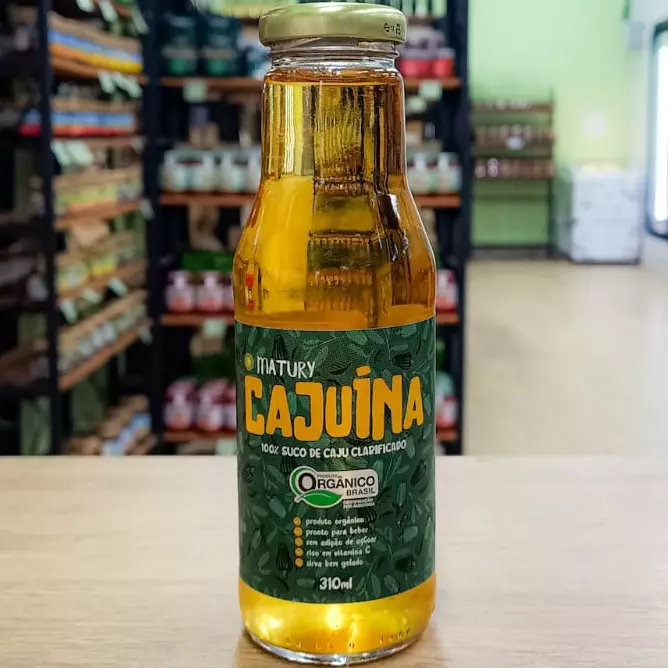 MATURY
CAJUÍNA
100% SUCO DE CAJU CLARIFICADO
PRODUTO
ORGÂNICO
BRASIL
produto orgânico
pronto para beber
sem adição de açúcar
rico em vitamina C
sirva bem gelado
310ml